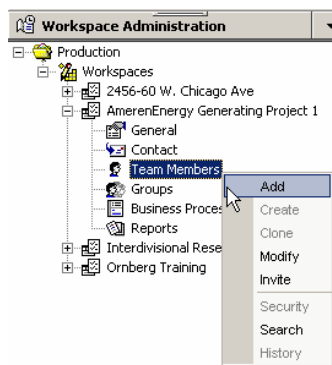 Workspace Administration
Production
Workspaces
2456-60 W. Chicago Ave
AmerenEnergy Generating Project 1
General
Contact
Team Members
Groups
Business Proces
Reports
Interdivisional Rese
Ornberg Training
Add
Create
Clone
Modify
Invite
Security
Search
History